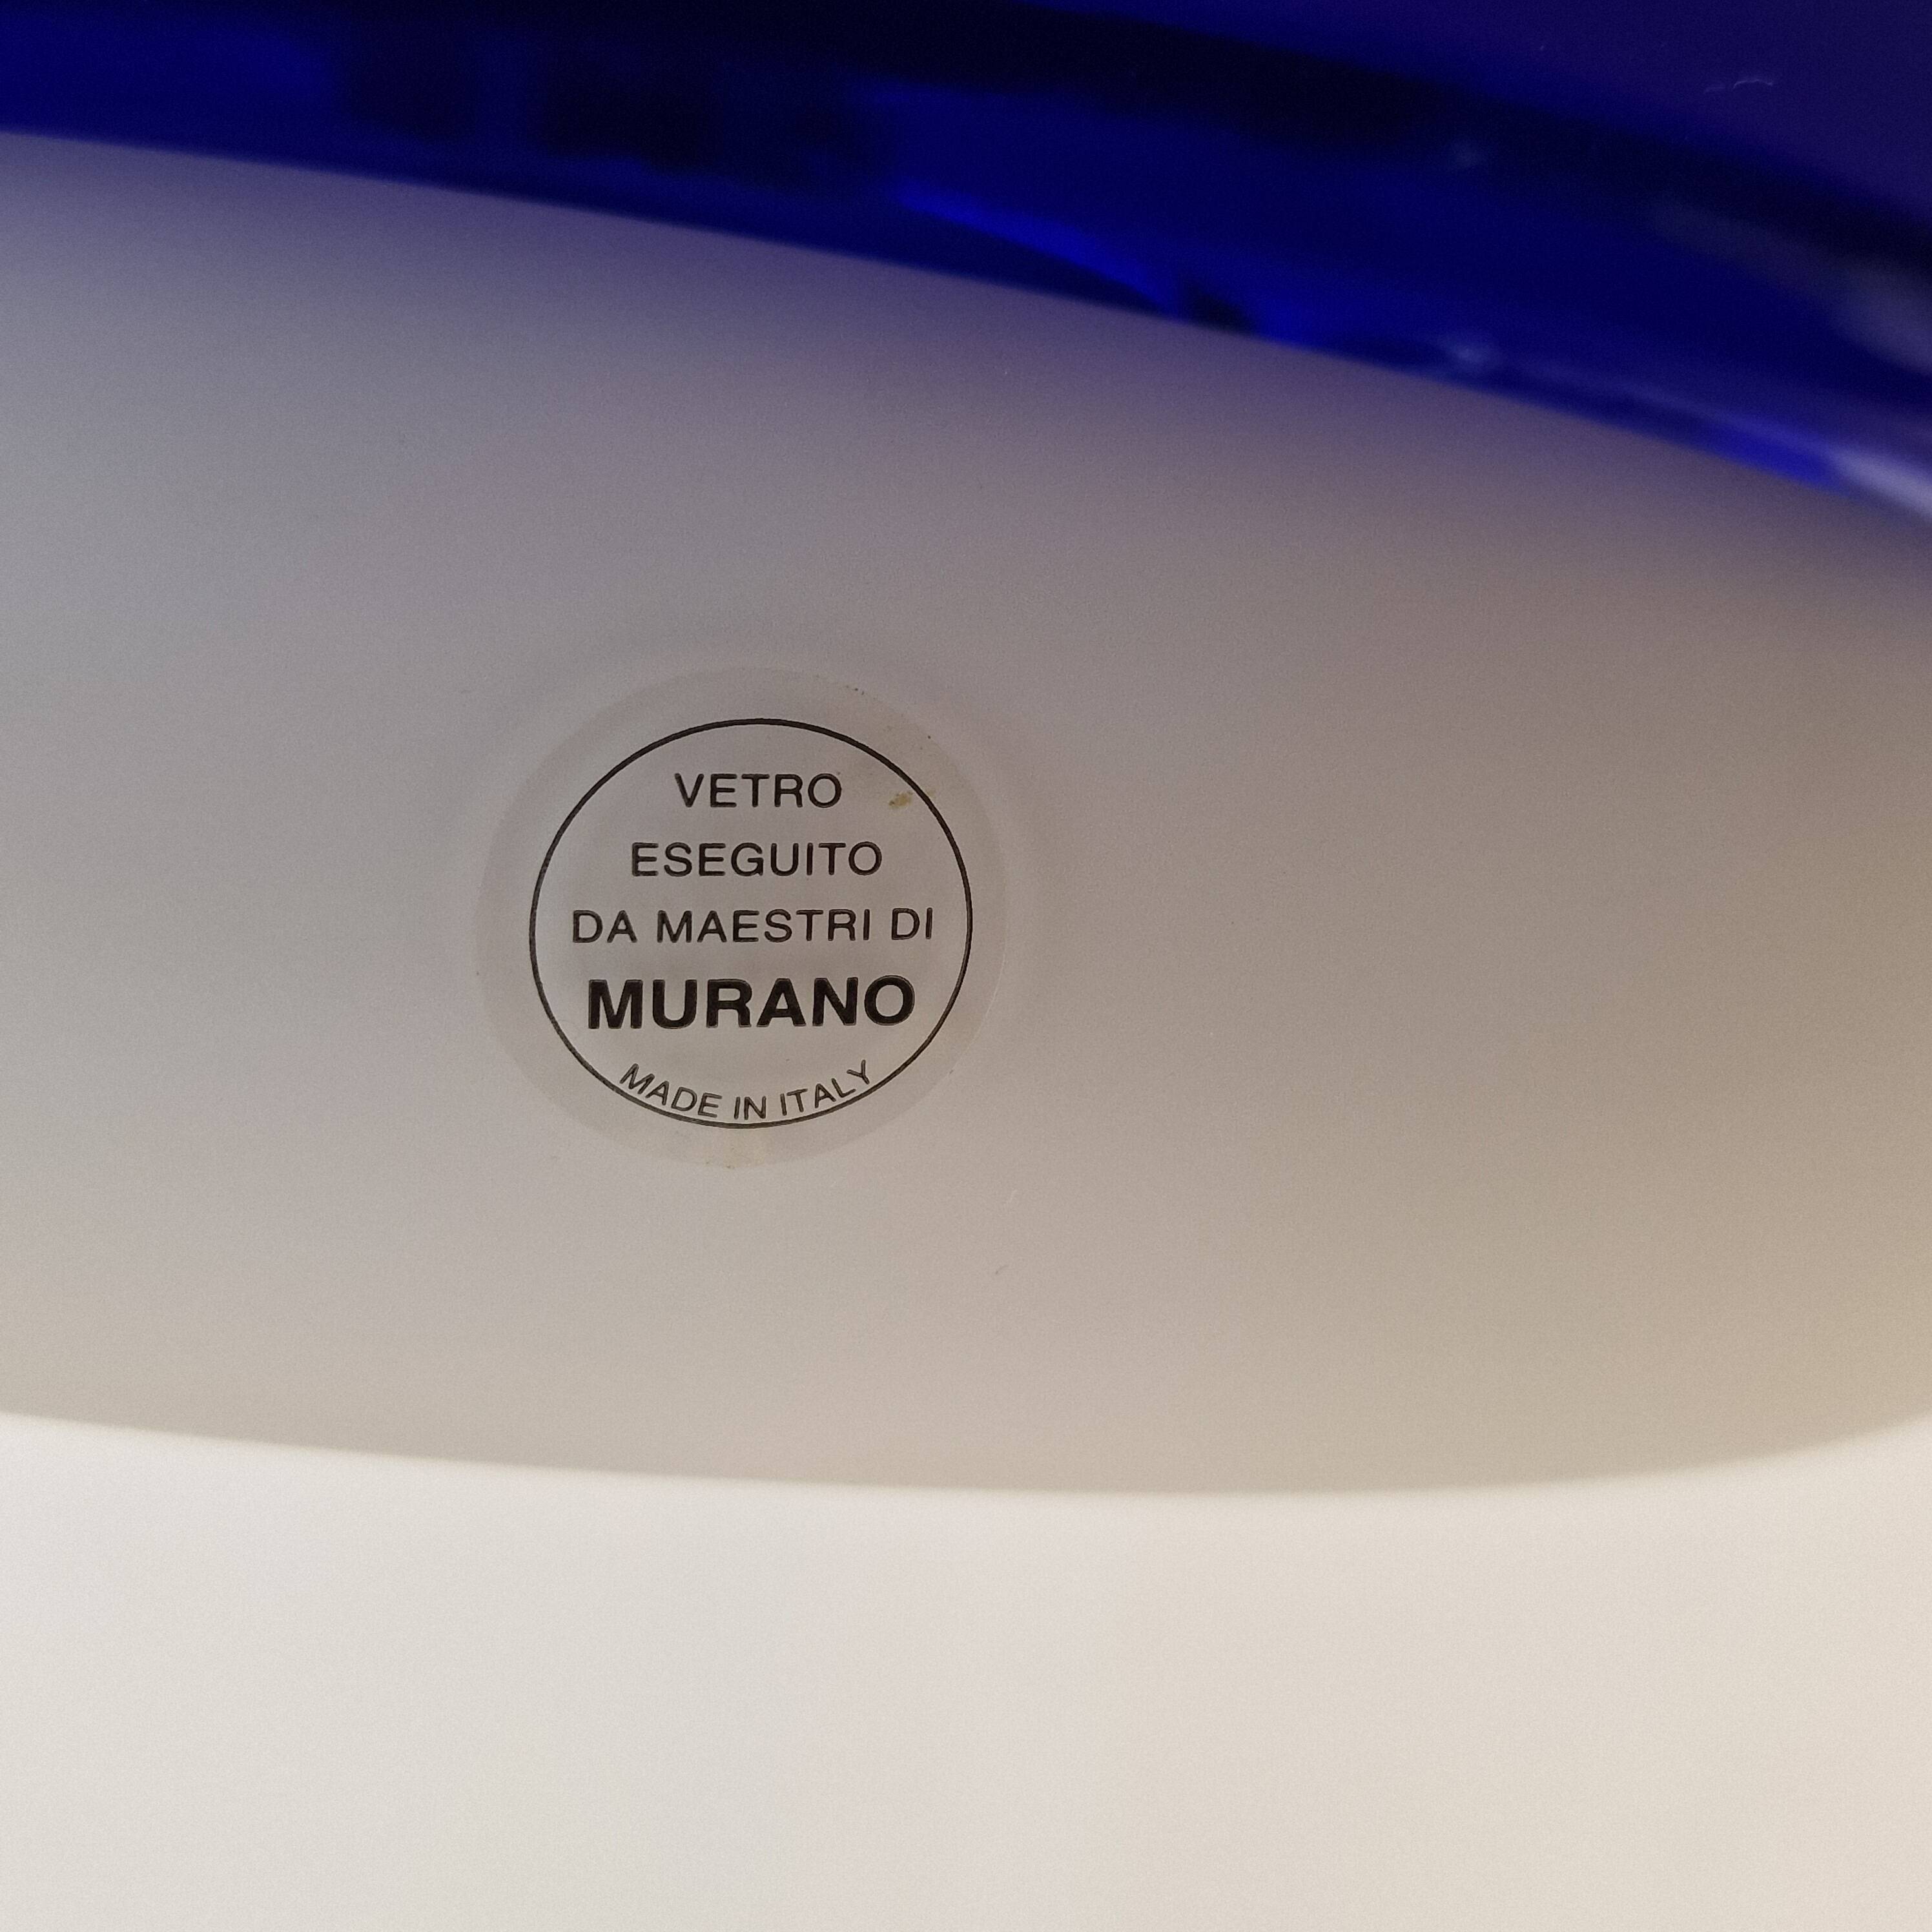 VETRO
ESEGUITO
DA MAESTRI DI
MURANO
MADE IN ITALY